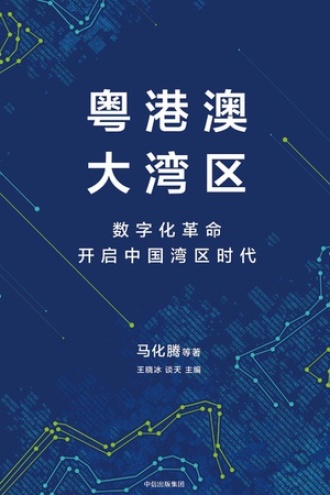 粤港澳
大湾区
数字化革命
开启中国湾区时代
马化腾等著
王晓冰 谈天 主编
中信出版集团